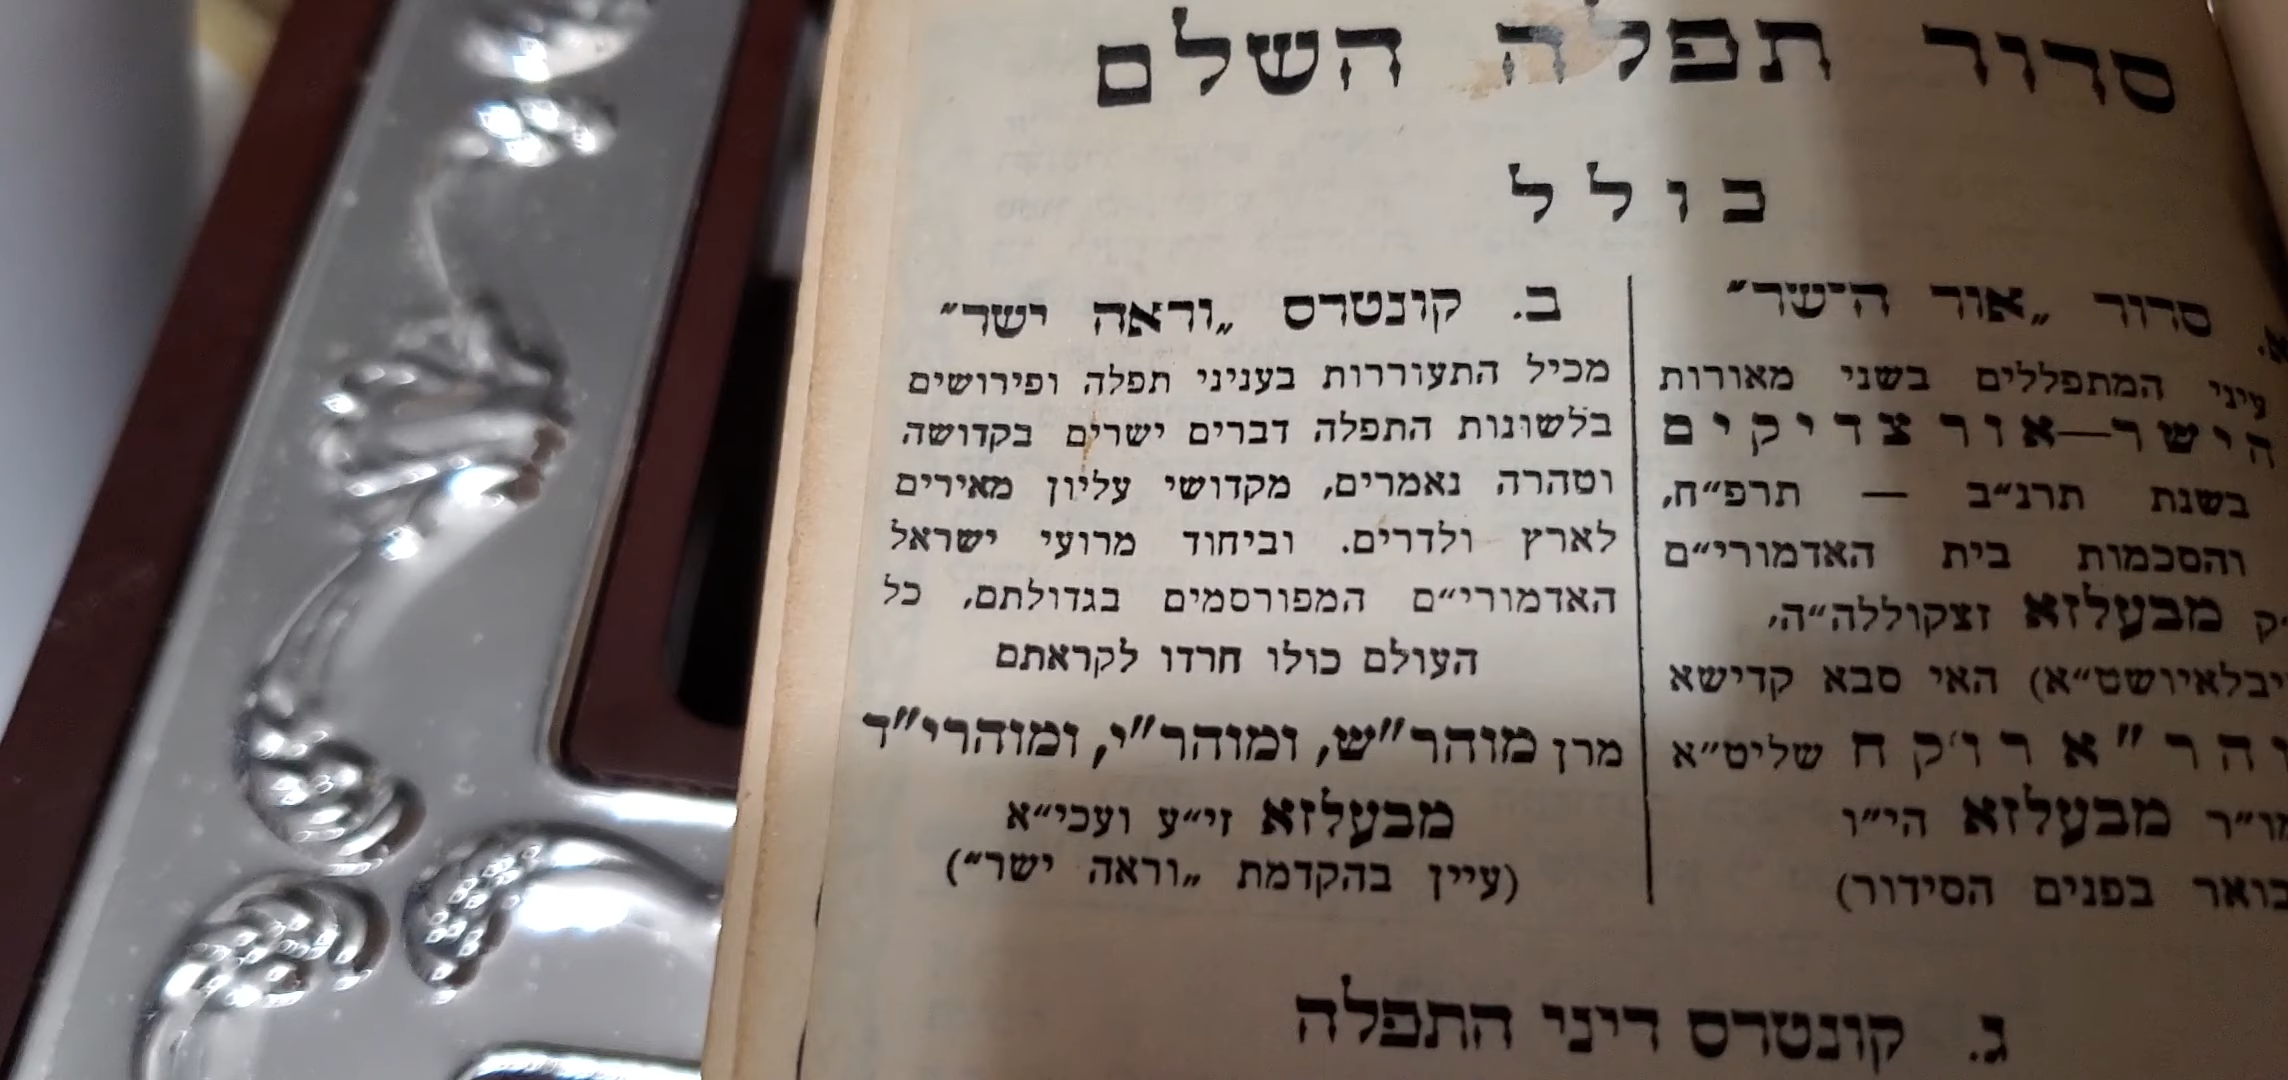 סדור תפלה השלם
כולל
סדור „אור הישר״
עיני המתפללים בשני מאורות
הישר—אור צדיקים
בשנת תרנ״ב — תרפ״ח,
והסכמות בית האדמורי״ם
מבעלזא זצקוללה״ה,
האי סבא קדישא
שליט״א
מבעלזא הי״ו
בפנים הסידור)
ב. קונטרס „וראה ישר״
מכיל התעוררות בעניני תפלה ופירושים
בלשונות התפלה דברים ישרים בקדושה
וטהרה נאמרים, מקדושי עליון מאירים
לארץ ולדרים. וביחוד מרועי ישראל
האדמורי״ם המפורסמים בגדולתם, כל
העולם כולו חרדו לקראתם
מרן מוהר״ש, ומוהר״י, ומוהרי״ד
מבעלזא זי״ע ועכי״א
(עיין בהקדמת „וראה ישר״)
ג. קונטרס דיני התפלה